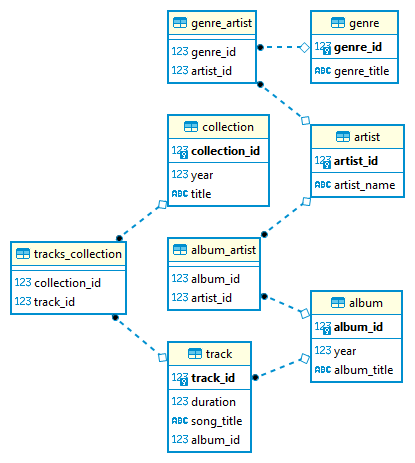 genre_artist
123 genre_id
123 artist_id
genre
123 genre_id
ABC genre_title
collection
123 collection_id
123 year
ABC title
artist
123 artist_id
ABC artist_name
tracks_collection
123 collection_id
123 track_id
album_artist
123 album_id
123 artist_id
album
123 album_id
123 year
ABC album_title
track
123 track_id
123 duration
ABC song_title
123 album_id